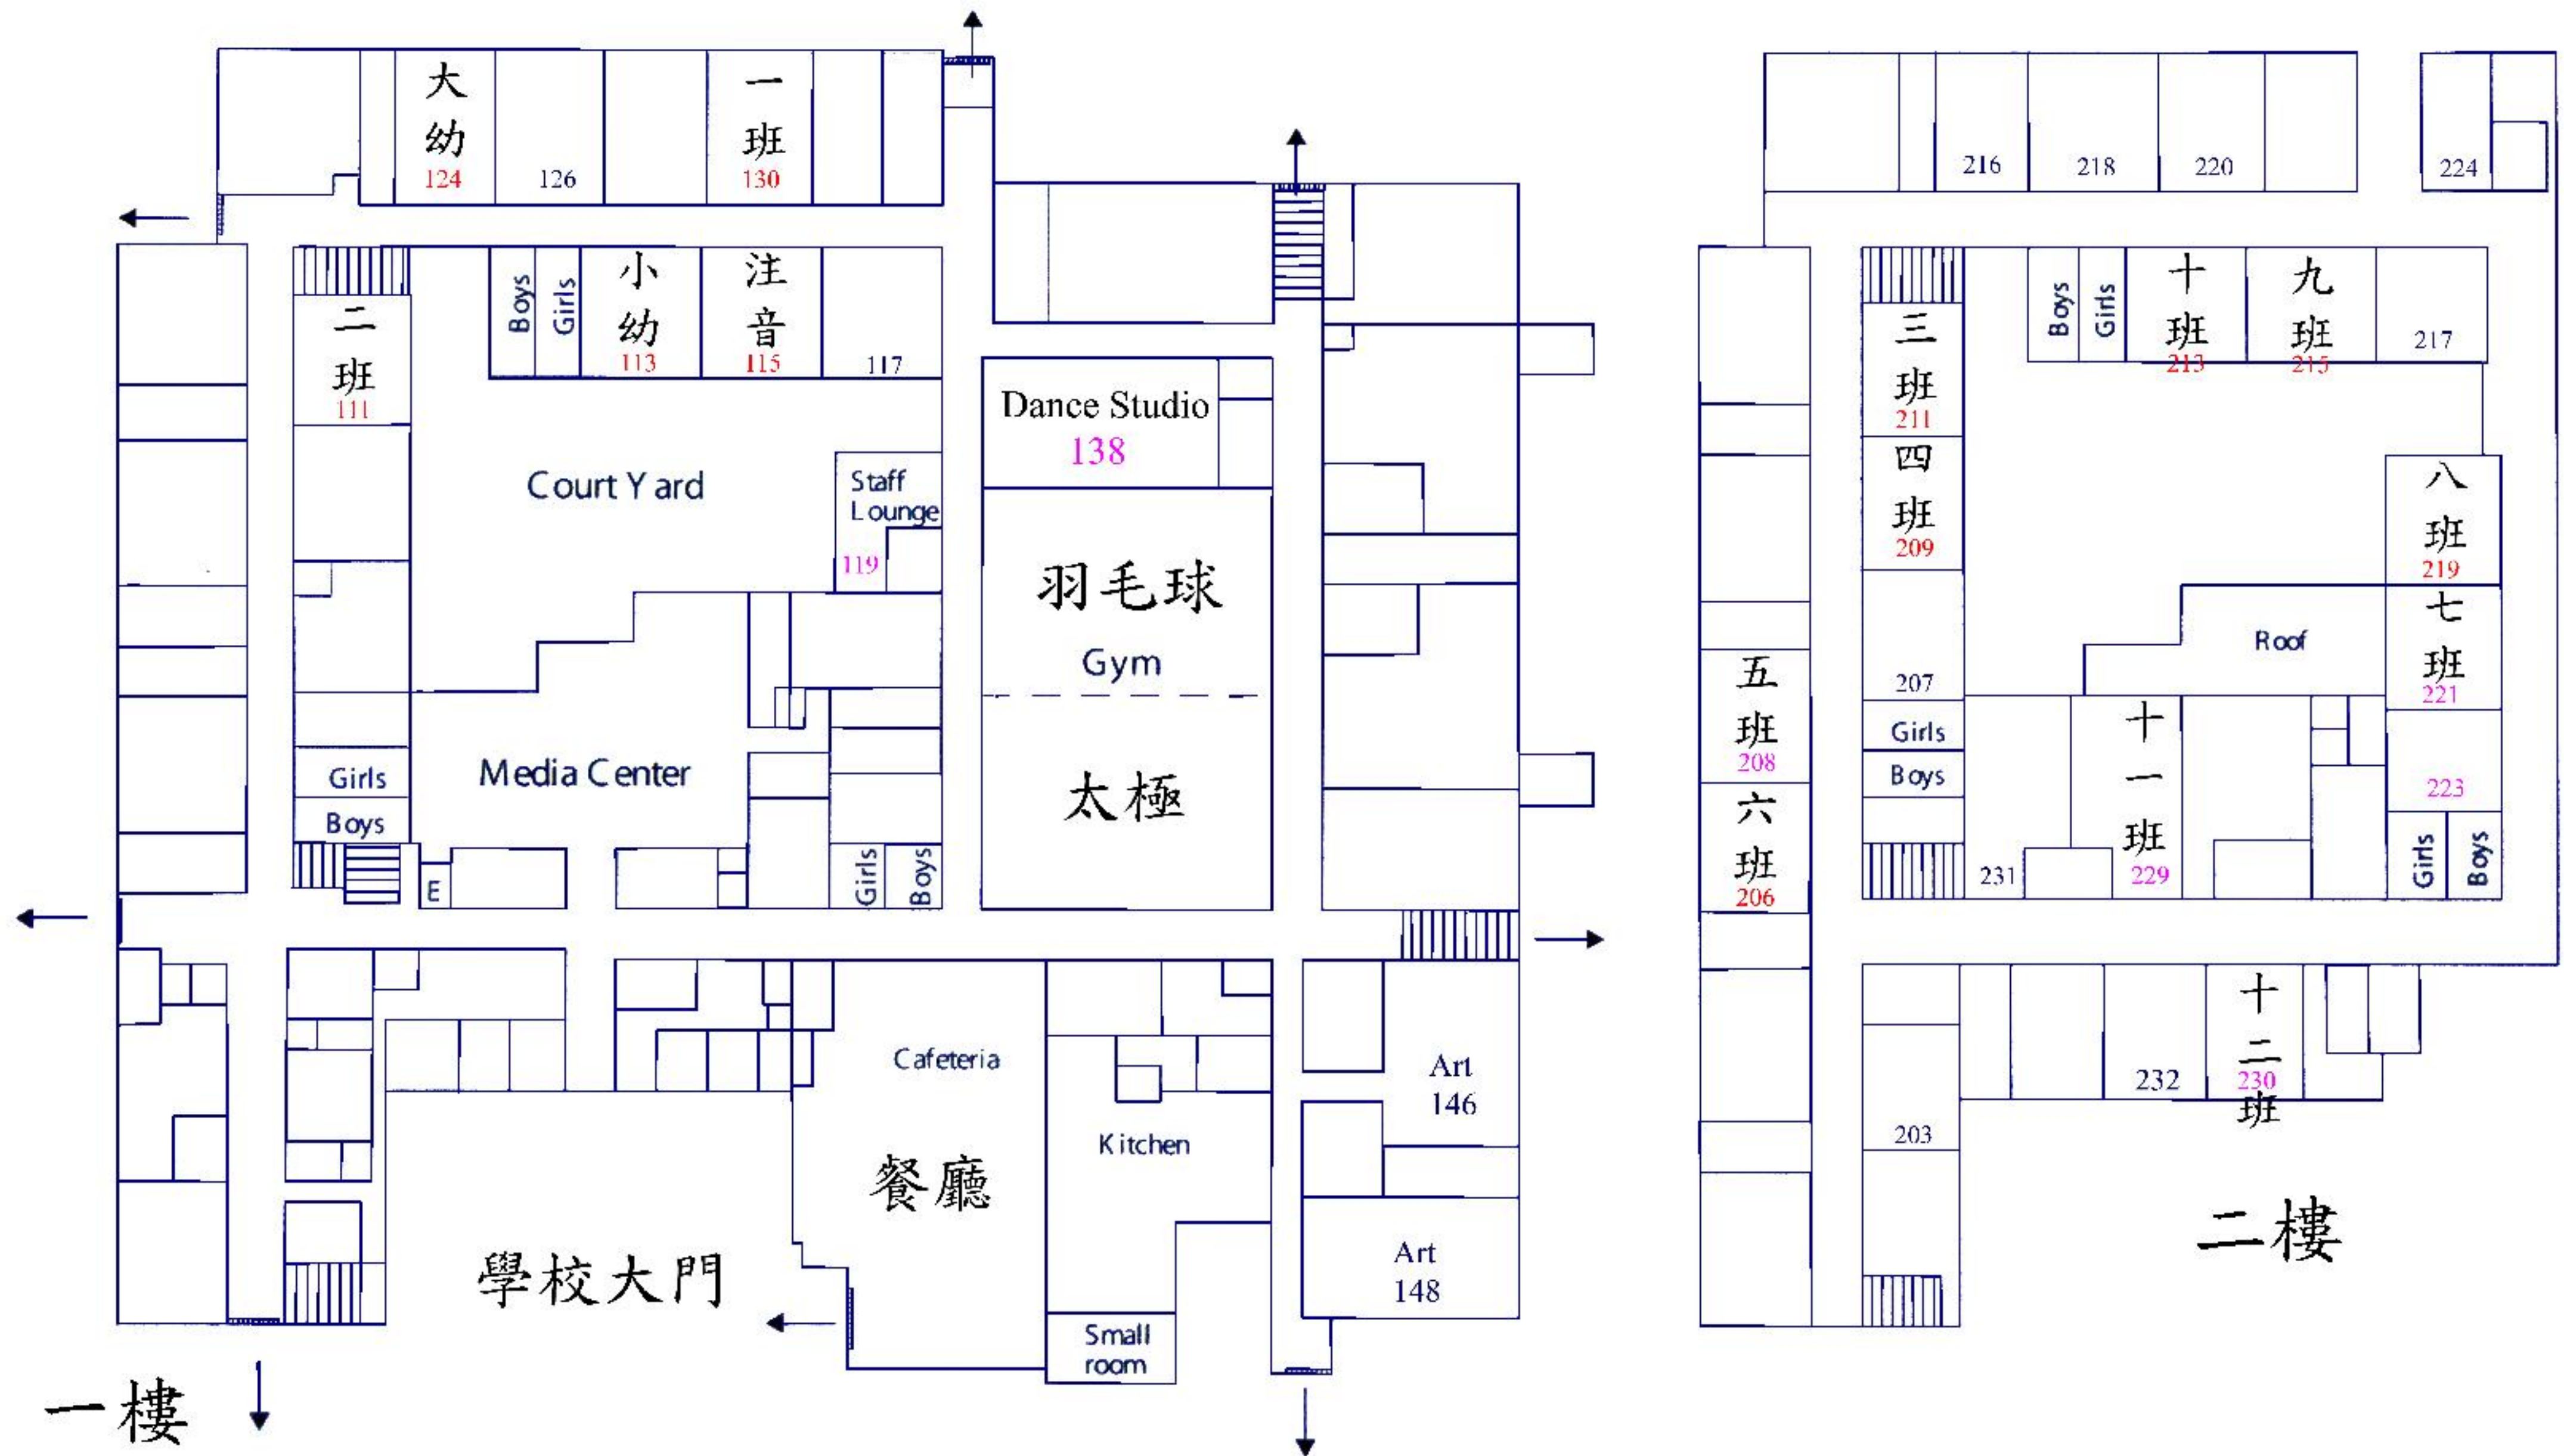 大幼
124
126
一班
130
Boys
Girls
小幼
113
注音
115
117
二班
111
Dance Studio
138
Court Yard
Staff
Lounge
119
羽毛球
Gym
太極
Media Center
Girls
Boys
E
Girls
Boys
Cafeteria
餐廳
Kitchen
Art
146
Art
148
Small
room
學校大門
一樓
216
218
220
224
Boys
Girls
十班
213
九班
215
217
三班
211
四班
209
207
Girls
Boys
五班
208
六班
206
八班
219
Roof
七班
221
223
Girls
Boys
十一班
229
231
232
十二班
230
203
二樓